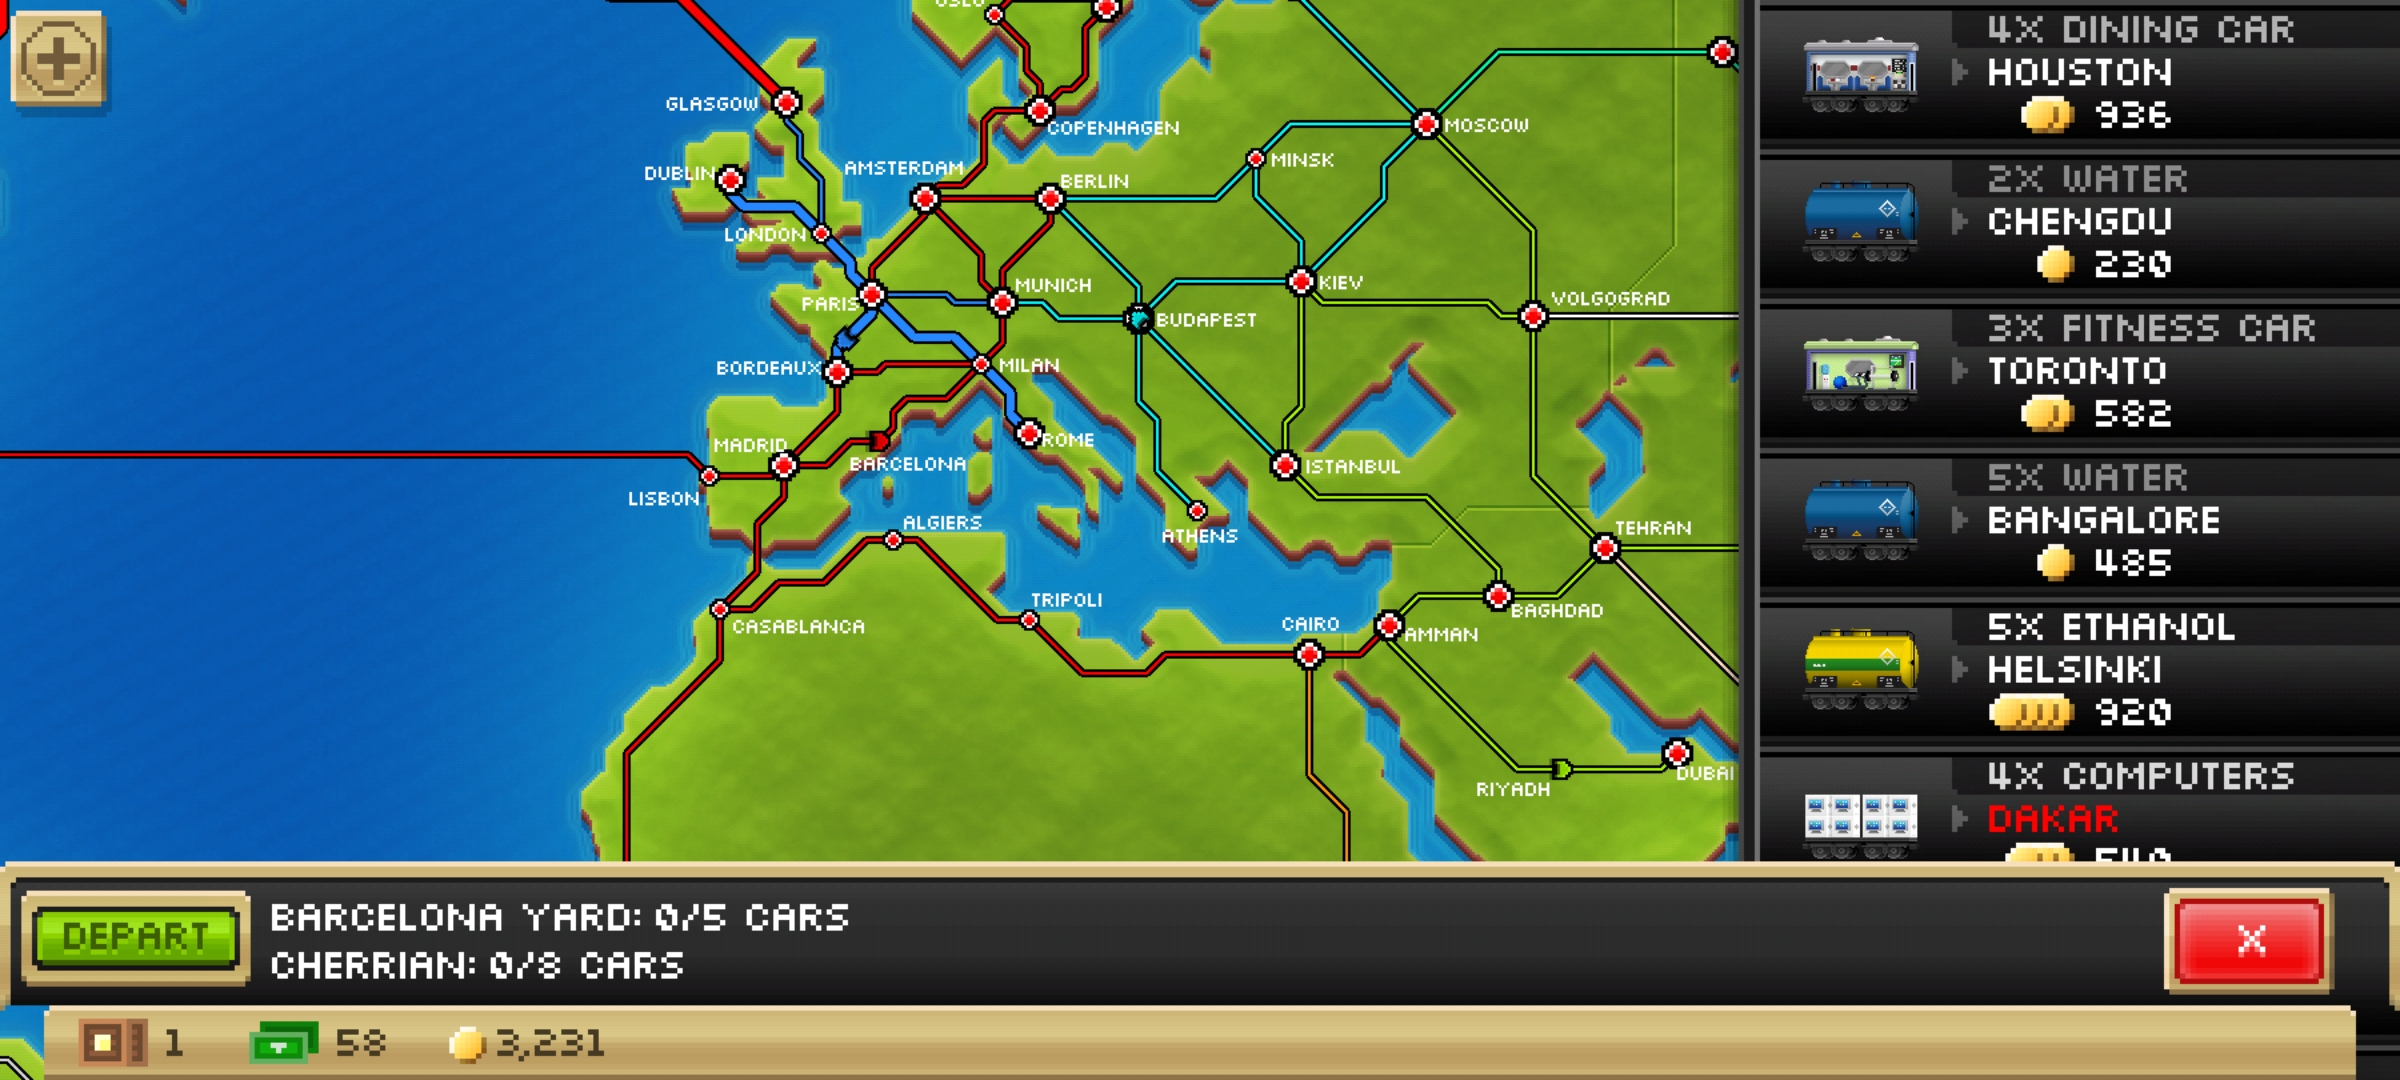 OSLO
GLASGOW
COPENHAGEN
MOSCOW
DUBLIN
AMSTERDAM
BERLIN
MINSK
LONDON
PARIS
MUNICH
KIEV
VOLGOGRAD
BUDAPEST
BORDEAUX
MILAN
MADRID
BARCELONA
ROME
ISTANBUL
LISBON
ALGIERS
ATHENS
TEHRAN
TRIPOLI
CASABLANCA
CAIRO
AMMAN
BAGHDAD
RIYADH
DUBAI
4X DINING CAR
HOUSTON
936
2X WATER
CHENGDU
230
3X FITNESS CAR
TORONTO
582
5X WATER
BANGALORE
485
5X ETHANOL
HELSINKI
920
4X COMPUTERS
DAKAR
DEPART
BARCELONA YARD: 0/5 CARS
CHERRIAN: 0/8 CARS
X
1
58
3,231